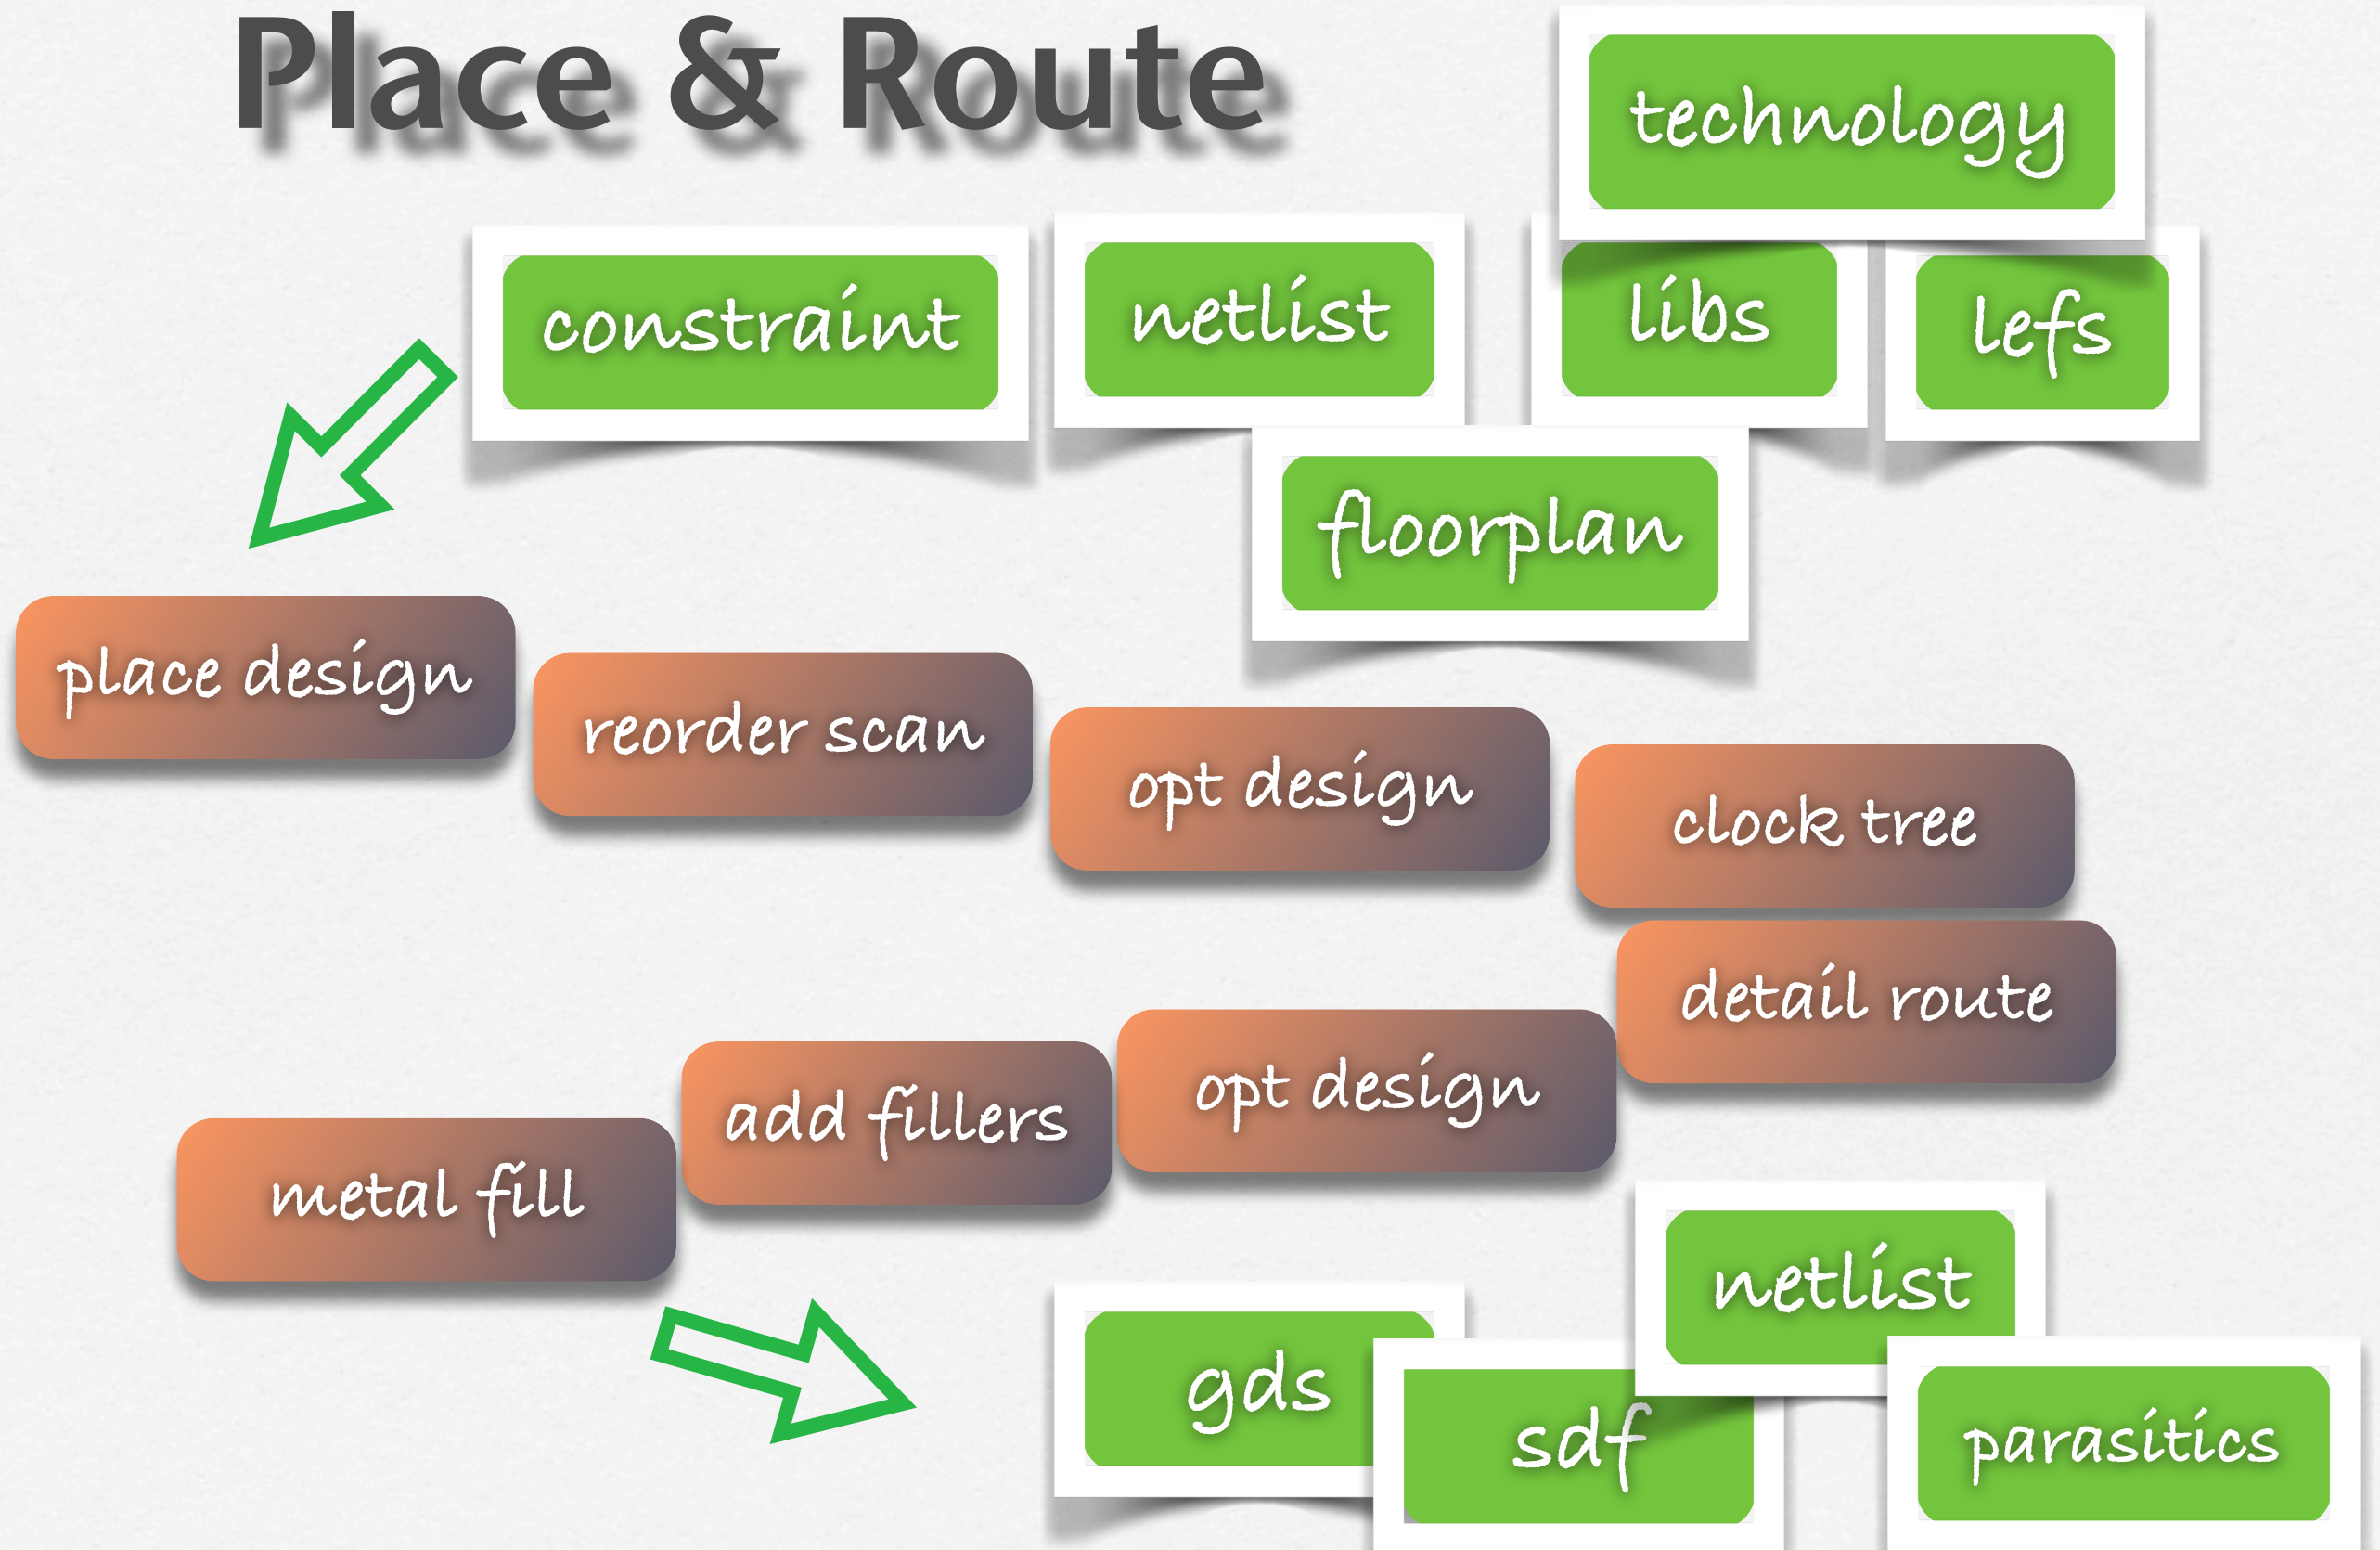 Place & Route
technology
constraint
netlist
libs
lefs
floorplan
place design
reorder scan
opt design
clock tree
detail route
opt design
add fillers
metal fill
netlist
gds
sdf
parasitics